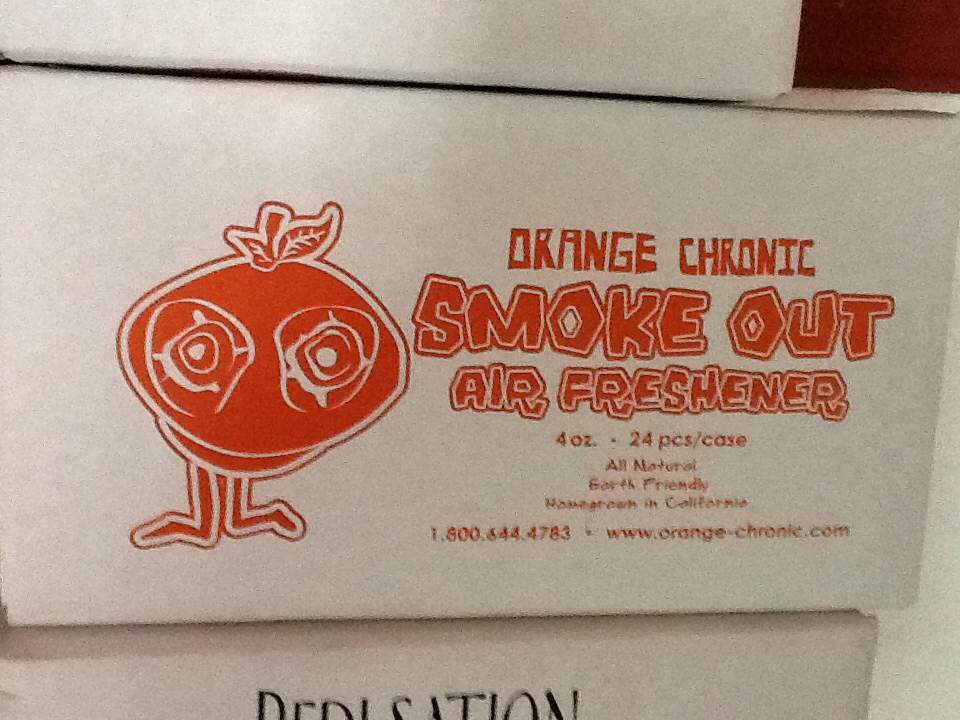 ORANGE CHRONIC
SMOKE OUT
AIR FRESHENER
4 oz. • 24 pcs/case
All Natural
Earth Friendly
Homegrown in California
1.800.644.4783 • www.orange-chronic.com